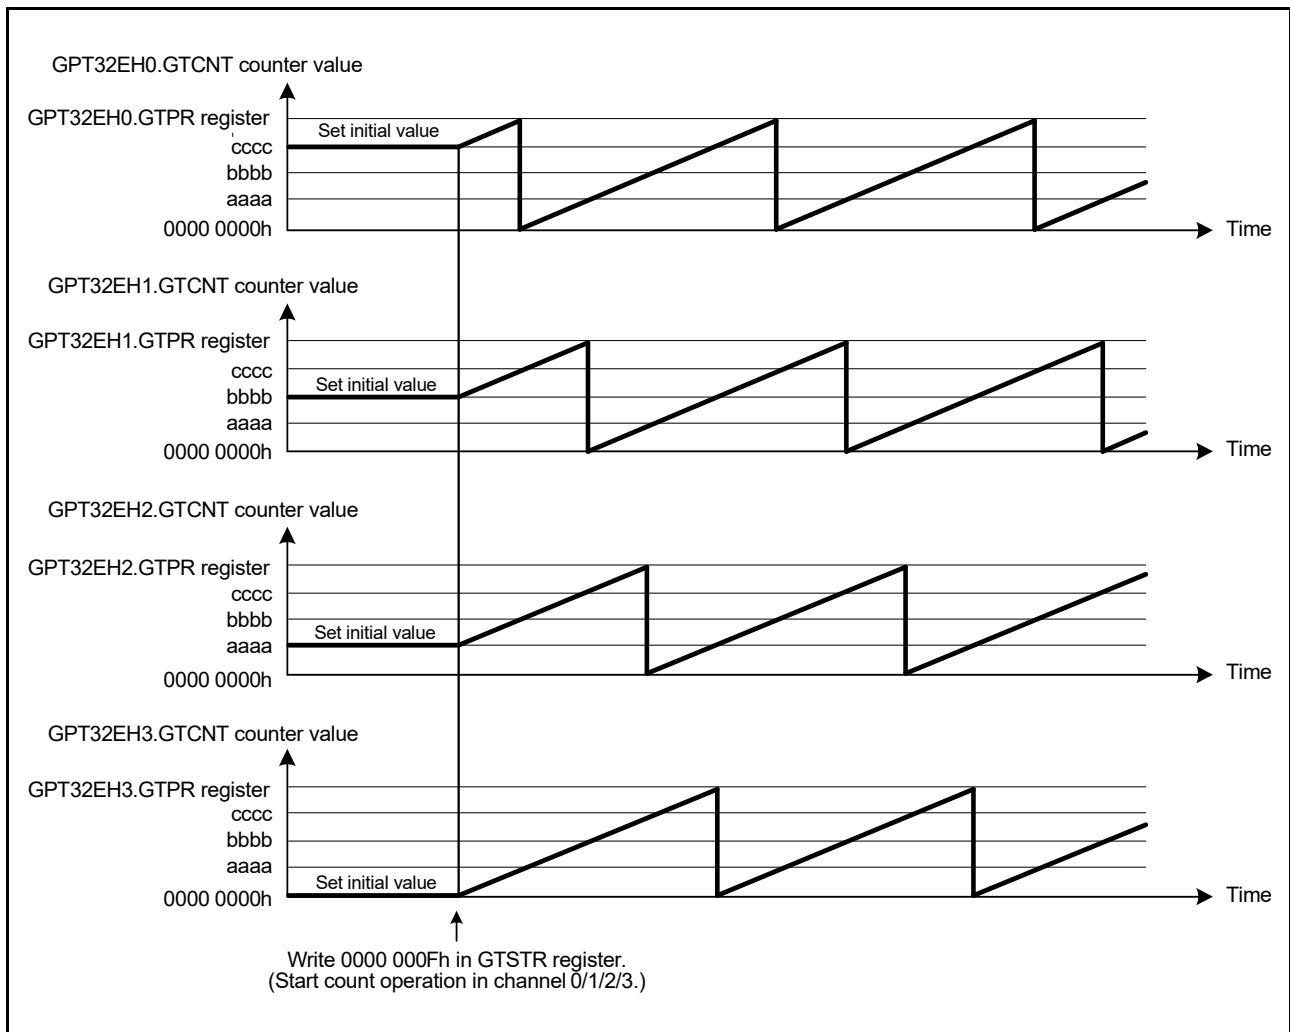 GPT32EH0.GTCNT counter value
GPT32EH0.GTPR register
Set initial value
cccc
bbbb
aaaa
0000 0000h
Time
GPT32EH1.GTCNT counter value
GPT32EH1.GTPR register
cccc
Set initial value
bbbb
aaaa
0000 0000h
Time
GPT32EH2.GTCNT counter value
GPT32EH2.GTPR register
cccc
bbbb
Set initial value
aaaa
0000 0000h
Time
GPT32EH3.GTCNT counter value
GPT32EH3.GTPR register
cccc
bbbb
aaaa
Set initial value
0000 0000h
Time
Write 0000 000Fh in GTSTR register.
(Start count operation in channel 0/1/2/3.)